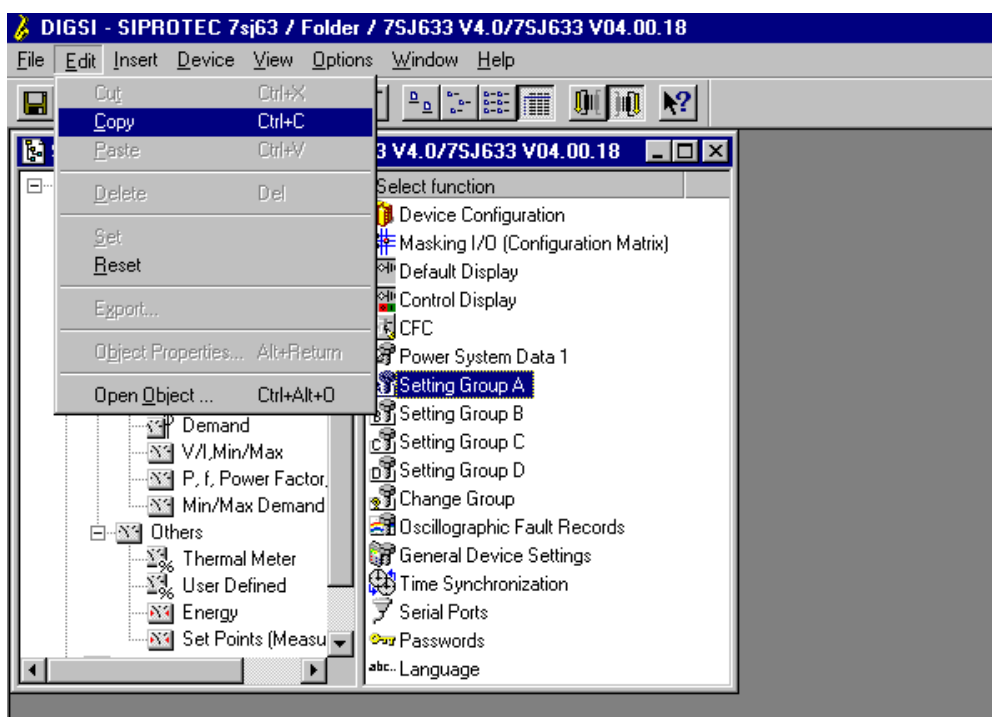 DIGSI - SIPROTEC 7sj63 / Folder / 7SJ633 V4.0/7SJ633 V04.00.18
File Edit Insert Device View Options Window Help
Cut Ctrl+X
Copy Ctrl+C
Paste Ctrl+V
Delete Del
Set
Reset
Export...
Object Properties... Alt+Return
Open Object ... Ctrl+Alt+O
Demand
V/I,Min/Max
P, f, Power Factor,
Min/Max Demand
Others
Thermal Meter
User Defined
Energy
Set Points (Measu
3 V4.0/7SJ633 V04.00.18
Select function
Device Configuration
Masking I/O (Configuration Matrix)
Default Display
Control Display
CFC
Power System Data 1
Setting Group A
Setting Group B
Setting Group C
Setting Group D
Change Group
Oscillographic Fault Records
General Device Settings
Time Synchronization
Serial Ports
Passwords
abc.. Language